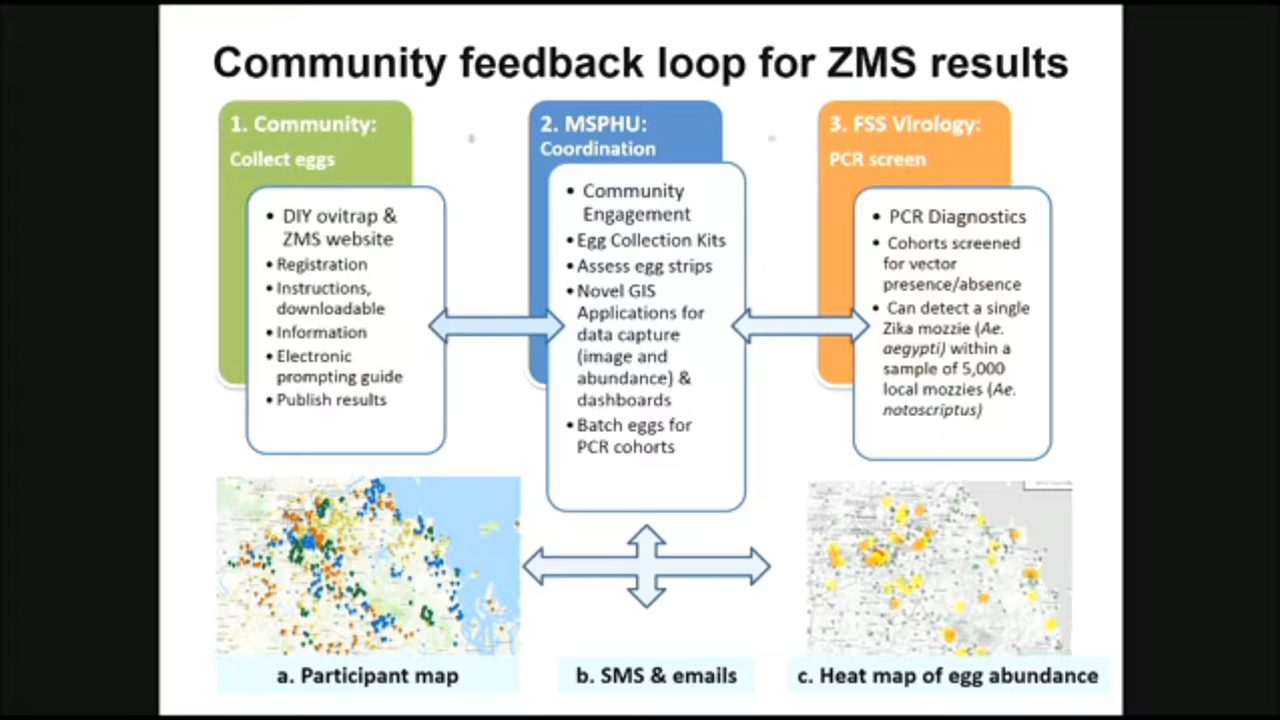 Community feedback loop for ZMS results
1. Community:
Collect eggs
• DIY ovitrap &
ZMS website
• Registration
• Instructions,
downloadable
• Information
• Electronic
prompting guide
• Publish results
2. MSPHU:
Coordination
• Community
Engagement
• Egg Collection Kits
• Assess egg strips
• Novel GIS
Applications for
data capture
(image and
abundance) &
dashboards
• Batch eggs for
PCR cohorts
3. FSS Virology:
PCR screen
• PCR Diagnostics
• Cohorts screened
for vector
presence/absence
• Can detect a single
Zika mozzie (Ae.
aegypti) within a
sample of 5,000
local mozzies (Ae.
notoscriptus)
a. Participant map
b. SMS & emails
c. Heat map of egg abundance